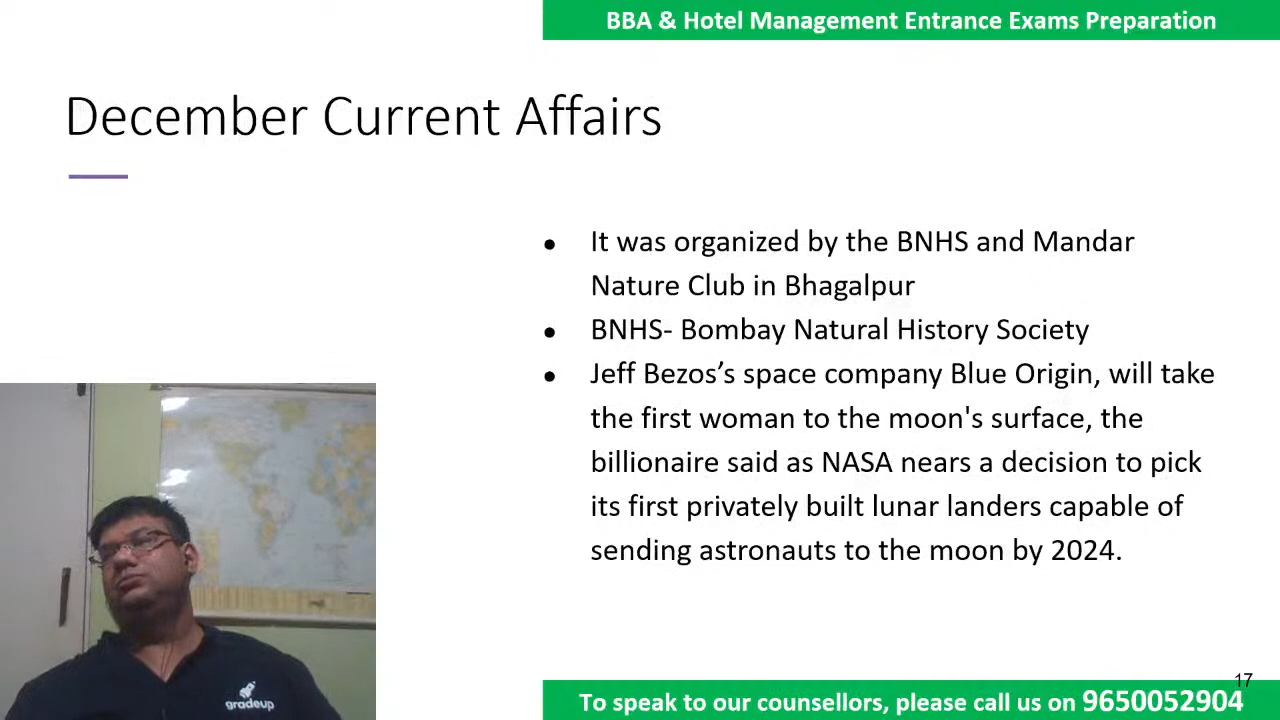 BBA & Hotel Management Entrance Exams Preparation
December Current Affairs
● It was organized by the BNHS and Mandar
Nature Club in Bhagalpur
● BNHS- Bombay Natural History Society
● Jeff Bezos’s space company Blue Origin, will take
the first woman to the moon's surface, the
billionaire said as NASA nears a decision to pick
its first privately built lunar landers capable of
sending astronauts to the moon by 2024.
gradeup
17
To speak to our counsellors, please call us on 9650052904